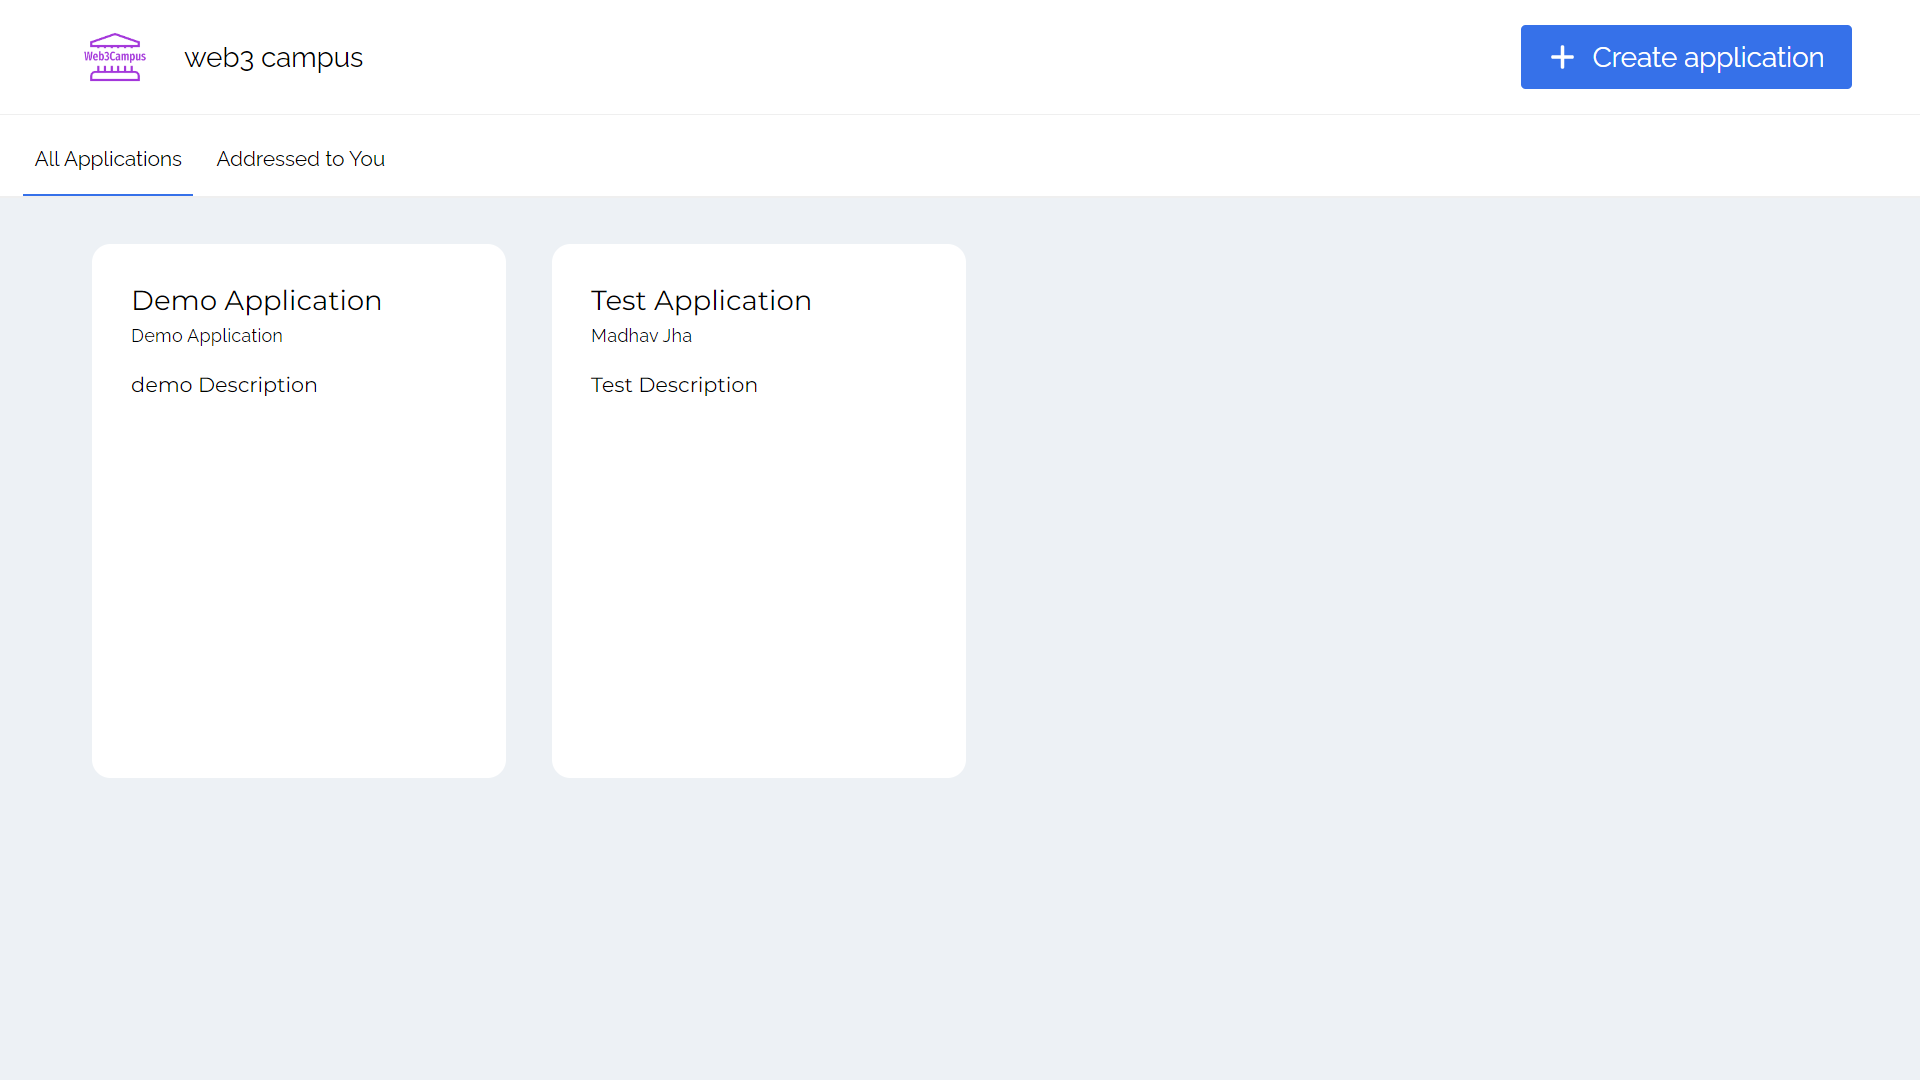 Web3Campus
web3 campus
Create application
All Applications
Addressed to You
Demo Application
Demo Application
demo Description
Test Application
Madhav Jha
Test Description